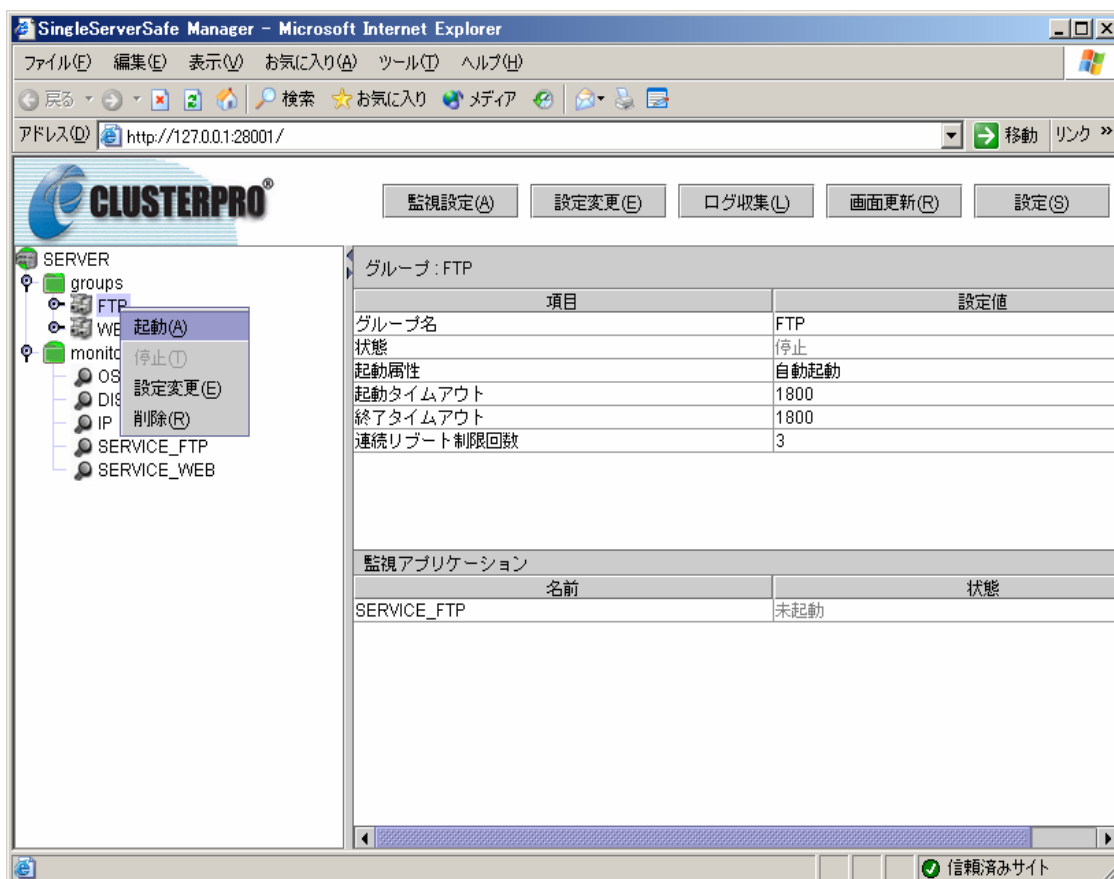 SingleServerSafe Manager - Microsoft Internet Explorer
ファイル(F) 編集(E) 表示(V) お気に入り(A) ツール(T) ヘルプ(H)
戻る 検索 お気に入り メディア
アドレス(D) http://127.0.0.1:28001/ 移動 リンク »
CLUSTERPRO®
監視設定(A) 設定変更(E) ログ収集(L) 画面更新(R) 設定(S)
SERVER
groups
FTP
WE
monito
OS
DIS
IP
SERVICE_FTP
SERVICE_WEB
起動(A)
停止(T)
設定変更(E)
削除(R)
グループ : FTP
項目 設定値
グループ名 FTP
状態 停止
起動属性 自動起動
起動タイムアウト 1800
終了タイムアウト 1800
連続リブート制限回数 3
監視アプリケーション
名前 状態
SERVICE_FTP 未起動
信頼済みサイト